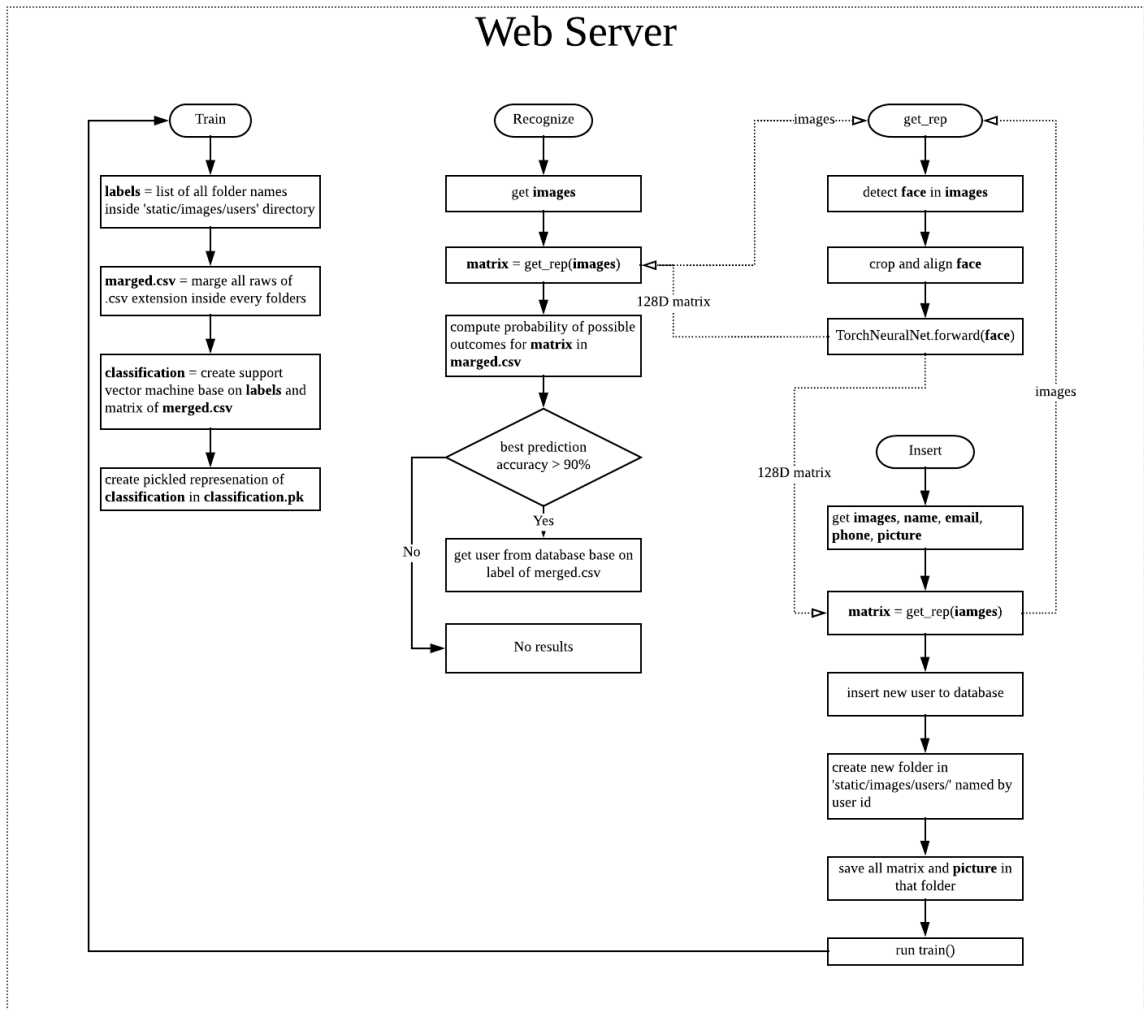 Web Server
Train
labels = list of all folder names
inside 'static/images/users' directory
marged.csv = marge all raws of
.csv extension inside every folders
classification = create support
vector machine base on labels and
matrix of merged.csv
create pickled represenation of
classification in classification.pk
Recognize
get images
matrix = get_rep(images)
compute probability of possible
outcomes for matrix in
marged.csv
best prediction
accuracy > 90%
Yes
No
get user from database base on
label of merged.csv
No results
images
get_rep
detect face in images
crop and align face
128D matrix
TorchNeuralNet.forward(face)
images
128D matrix
Insert
get images, name, email,
phone, picture
matrix = get_rep(iamges)
insert new user to database
create new folder in
'static/images/users/' named by
user id
save all matrix and picture in
that folder
run train()